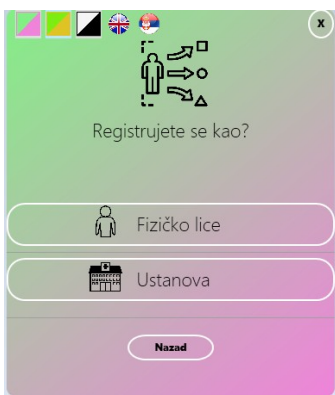 x
Registrujete se kao?
Fizičko lice
Ustanova
Nazad